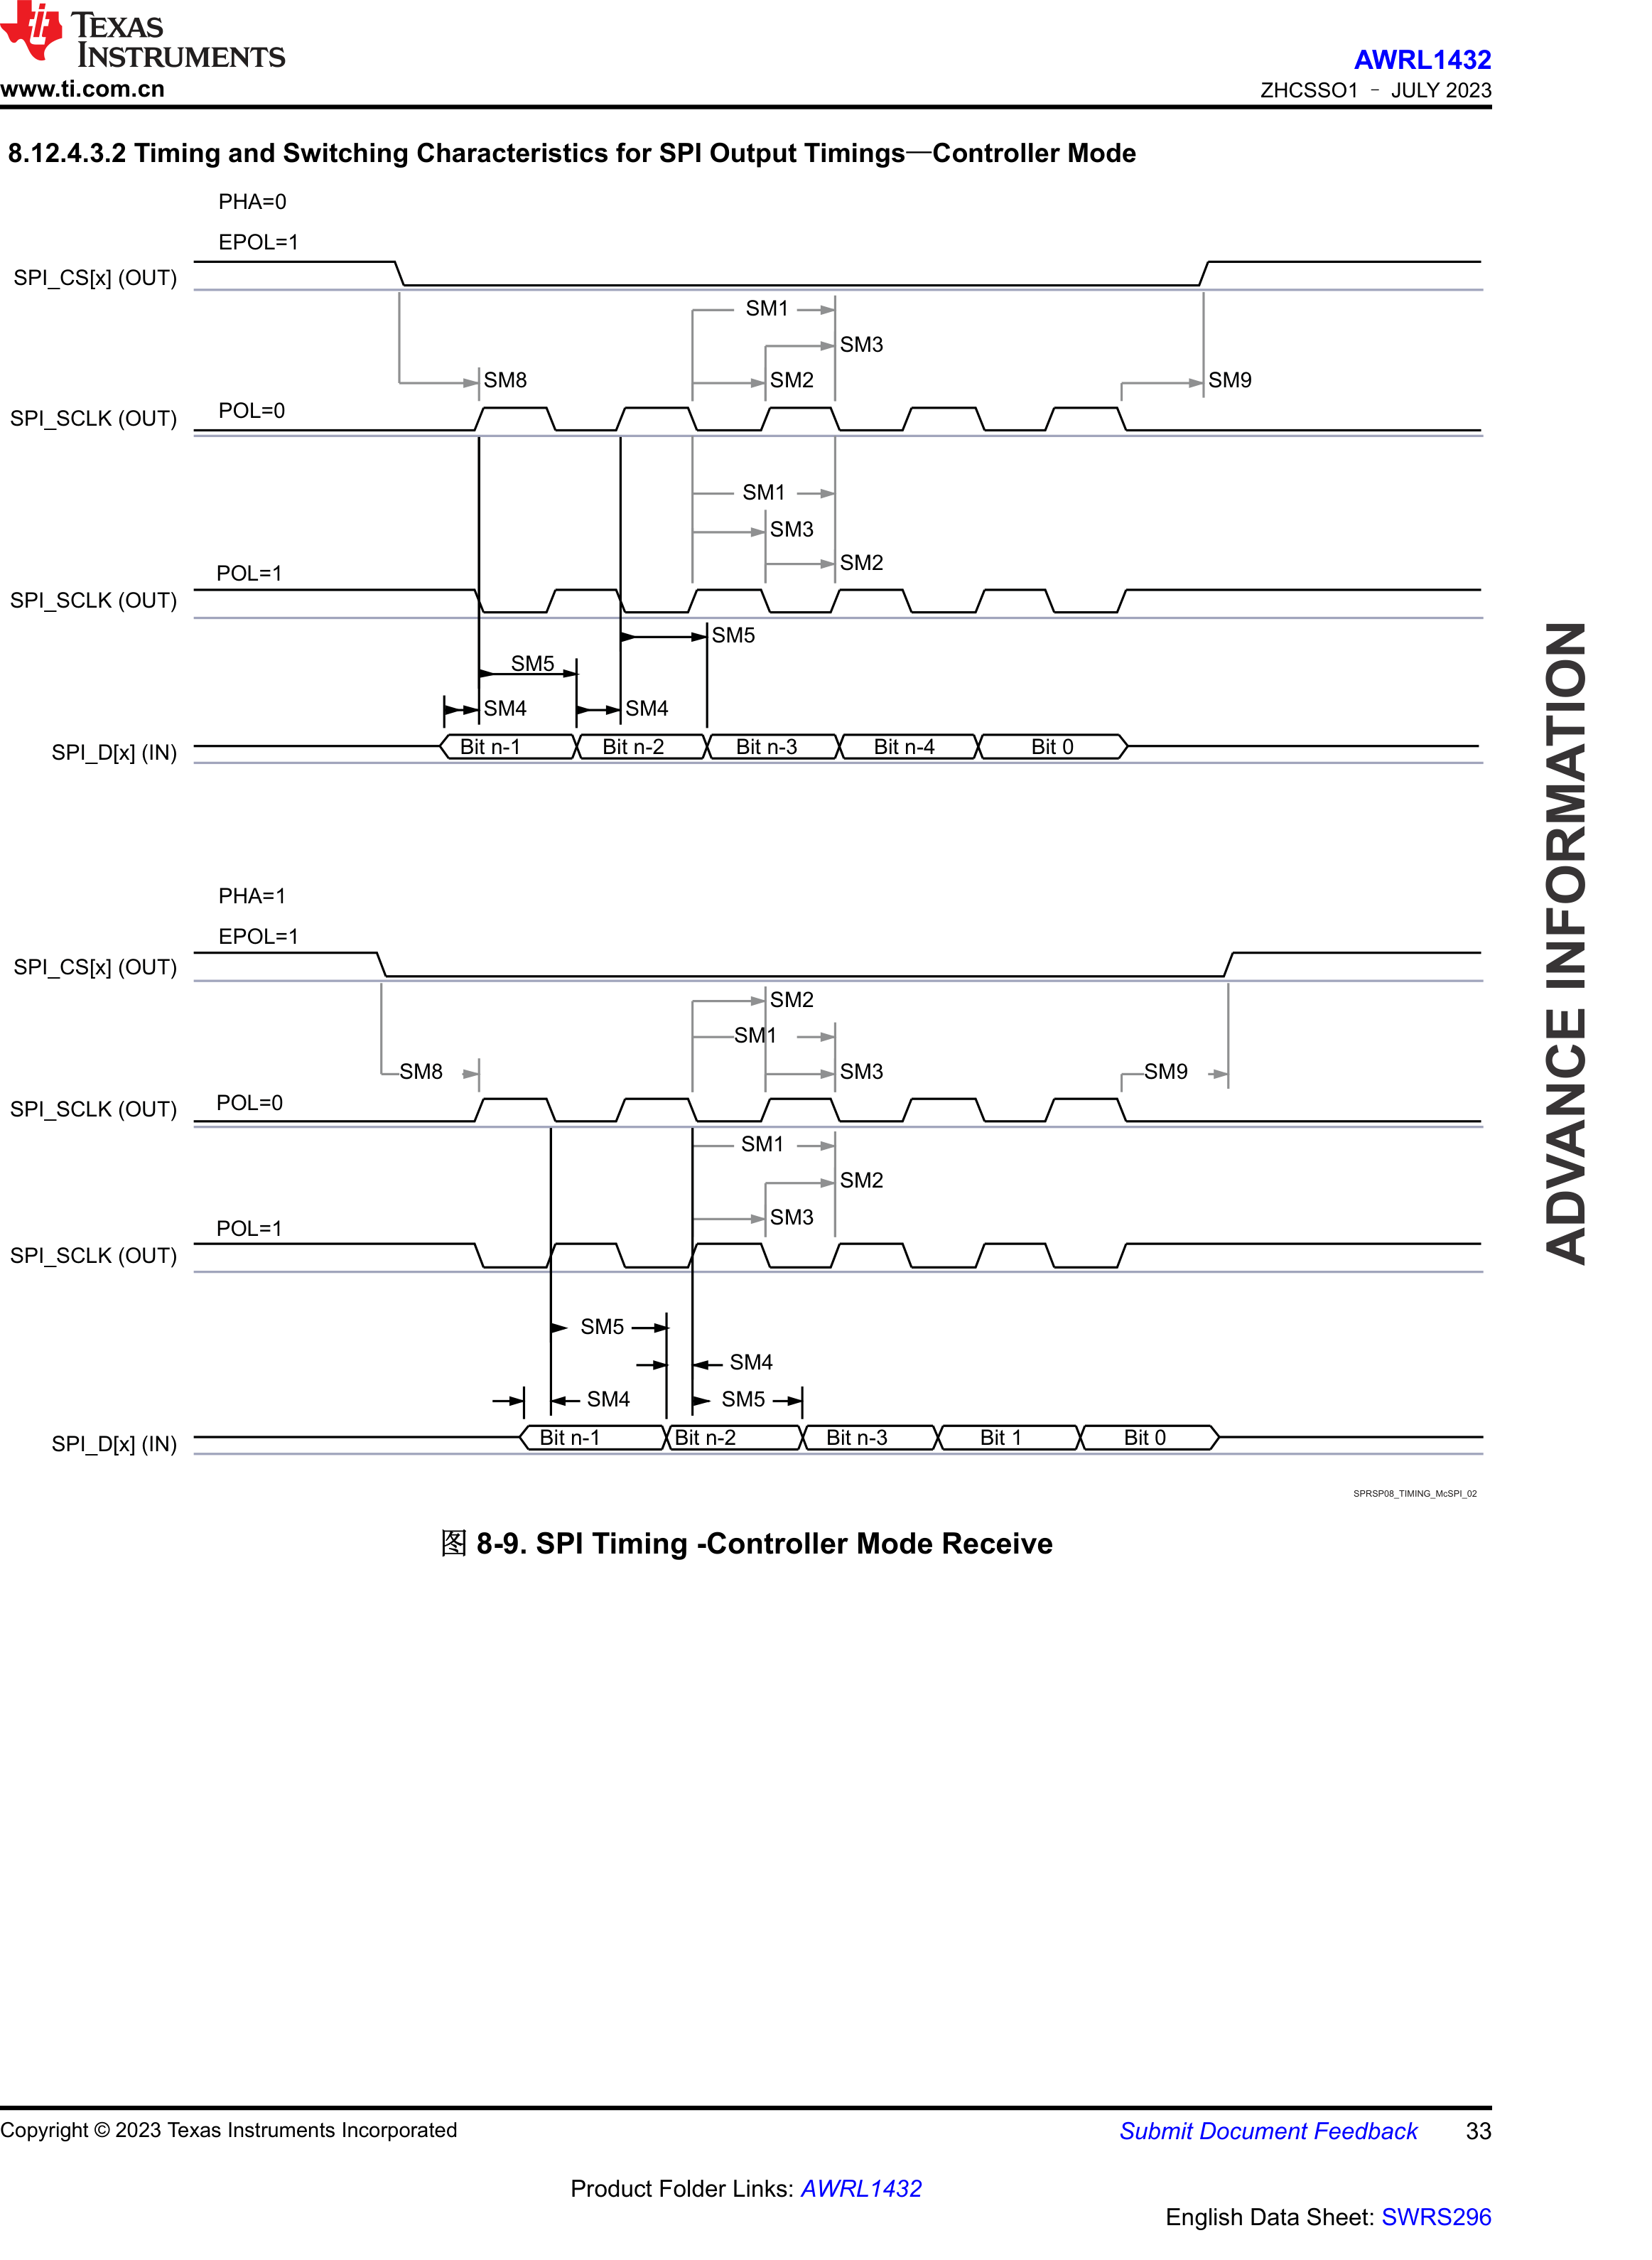 TEXAS
INSTRUMENTS
www.ti.com.cn
AWRL1432
ZHCSSO1 – JULY 2023
8.12.4.3.2 Timing and Switching Characteristics for SPI Output Timings—Controller Mode
PHA=0
EPOL=1
SPI_CS[x] (OUT)
SM1
SM3
SM8
SM2
SM9
SPI_SCLK (OUT)
POL=0
SM1
SM3
SM2
POL=1
SPI_SCLK (OUT)
SM5
SM5
SM4
SM4
SPI_D[x] (IN)
Bit n-1
Bit n-2
Bit n-3
Bit n-4
Bit 0
PHA=1
EPOL=1
SPI_CS[x] (OUT)
SM2
SM1
SM8
SM3
SM9
SPI_SCLK (OUT)
POL=0
SM1
SM2
SM3
POL=1
SPI_SCLK (OUT)
SM5
SM4
SM4
SM5
SPI_D[x] (IN)
Bit n-1
Bit n-2
Bit n-3
Bit 1
Bit 0
SPRSP08_TIMING_McSPI_02
图 8-9. SPI Timing -Controller Mode Receive
ADVANCE INFORMATION
Copyright © 2023 Texas Instruments Incorporated
Submit Document Feedback 33
Product Folder Links: AWRL1432
English Data Sheet: SWRS296